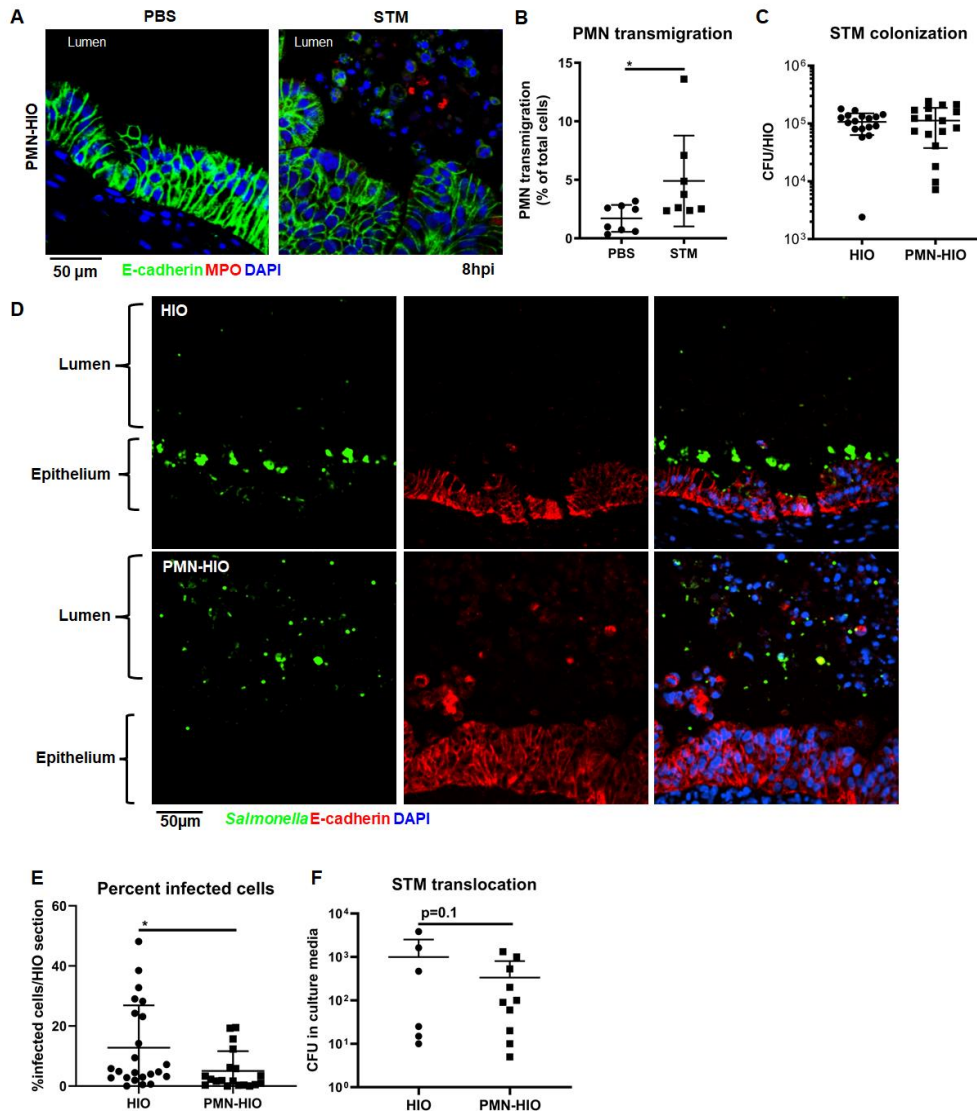 A
PBS
STM
Lumen
Lumen
PMN-HIO
50 µm
E-cadherin MPO DAPI
8hpi
B
PMN transmigration
*
PMN transmigration
(% of total cells)
15
10
5
0
PBS
STM
C
STM colonization
CFU/HIO
10⁶
10⁵
10⁴
10³
HIO
PMN-HIO
D
HIO
Lumen
Epithelium
PMN-HIO
Lumen
Epithelium
50µm
Salmonella E-cadherin DAPI
E
Percent infected cells
*
%infected cells/HIO section
60
40
20
0
HIO
PMN-HIO
F
STM translocation
p=0.1
CFU in culture media
10⁴
10³
10²
10¹
10⁰
HIO
PMN-HIO